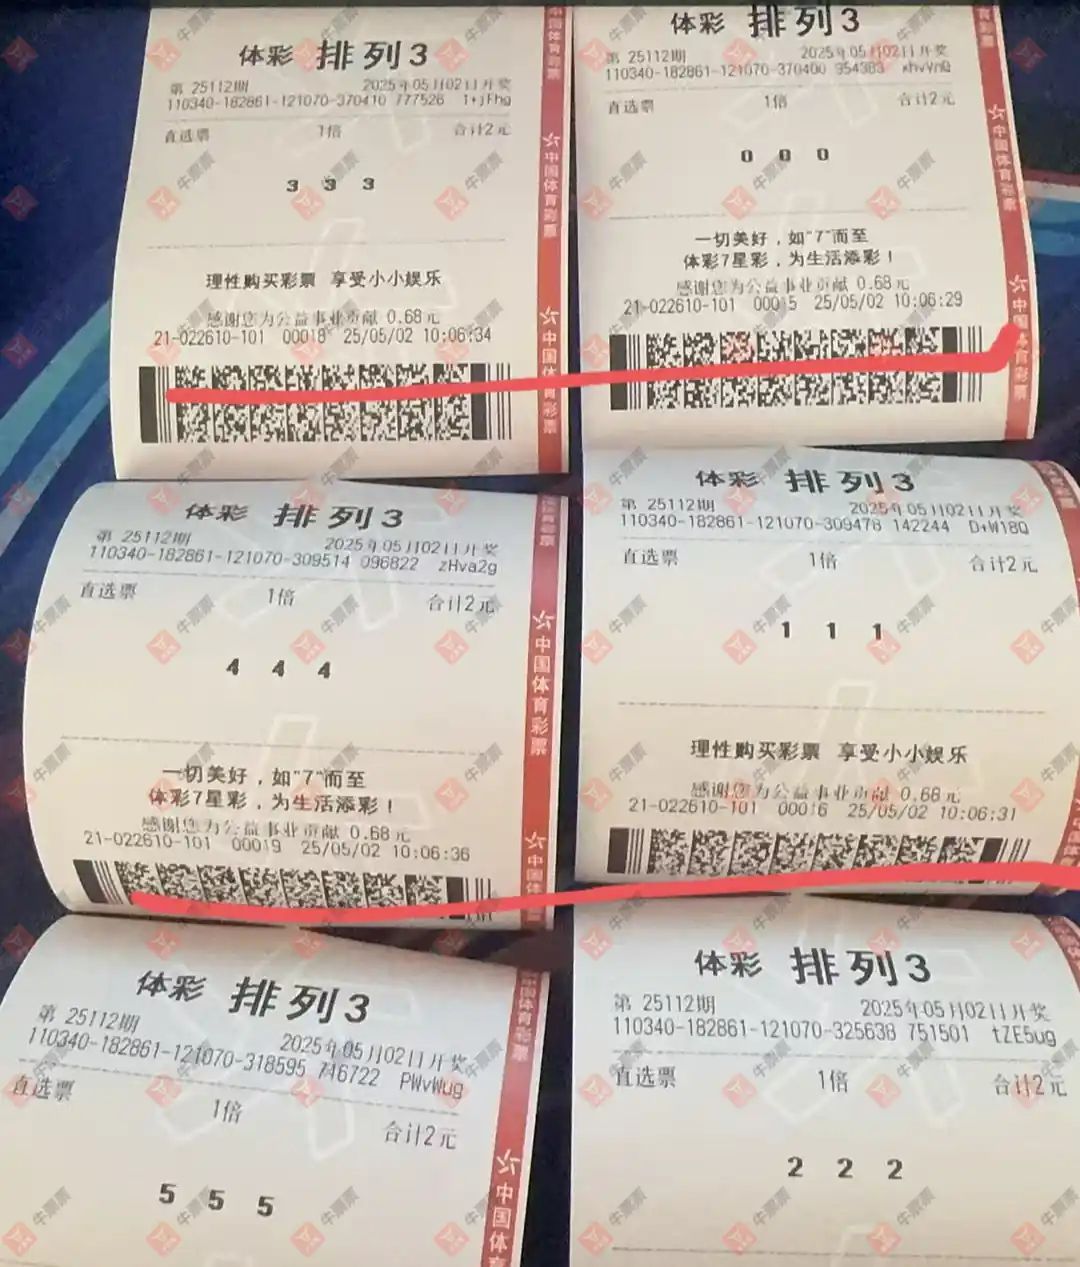 体彩 排列3
第 25112期 2025年05月02日开奖
110340-182861-121070-370410 777526 1+jFhg
直选票 1倍 合计2元
3 3 3
理性购买彩票 享受小小娱乐
感谢您为公益事业贡献 0.68元
21-022610-101 00018 25/05/02 10:06:34
中国体育彩票
体彩 排列3
第 25112期 2025年05月02日开奖
110340-182861-121070-370400 954383
直选票 1倍 合计2元
0 0 0
一切美好，如"7"而至
体彩7星彩，为生活添彩！
感谢您为公益事业贡献 0.68元
21-022610-101 00015 25/05/02 10:06:29
中国体育彩票
体彩 排列3
第 25112期 2025年05月02日开奖
110340-182861-121070-309514 096822 zHva2g
直选票 1倍 合计2元
4 4 4
一切美好，如"7"而至
体彩7星彩，为生活添彩！
感谢您为公益事业贡献 0.68元
21-022610-101 00019 25/05/02 10:06:36
中国体育彩票
体彩 排列3
第 25112期 2025年05月02日开奖
110340-182861-121070-309478 142244 D+W18Q
直选票 1倍 合计2元
1 1 1
理性购买彩票 享受小小娱乐
感谢您为公益事业贡献 0.68元
21-022610-101 00016 25/05/02 10:06:31
体彩 排列3
第 25112期 2025年05月02日开奖
110340-182861-121070-318595 746722 PWvWug
直选票 1倍 合计2元
5 5 5
中国体育
体彩 排列3
第 25112期 2025年05月02日开奖
110340-182861-121070-325638 751501 tZE5ug
直选票 1倍 合计2元
2 2 2
牛票票